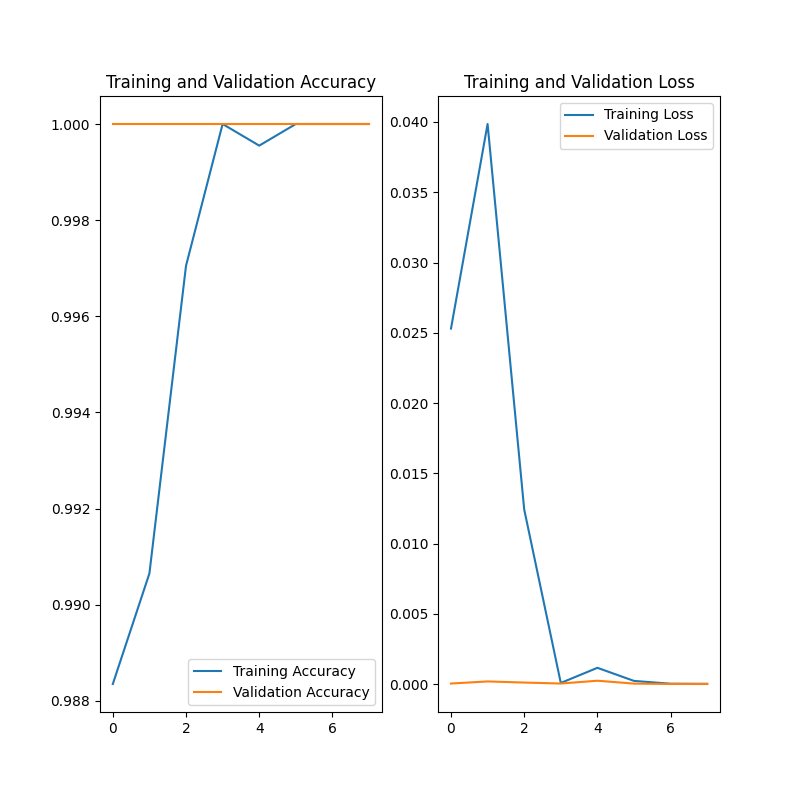 Training and Validation Accuracy
1.000
0.998
0.996
0.994
0.992
0.990
0.988
0 2 4 6
Training Accuracy
Validation Accuracy
Training and Validation Loss
0.040
0.035
0.030
0.025
0.020
0.015
0.010
0.005
0.000
0 2 4 6
Training Loss
Validation Loss